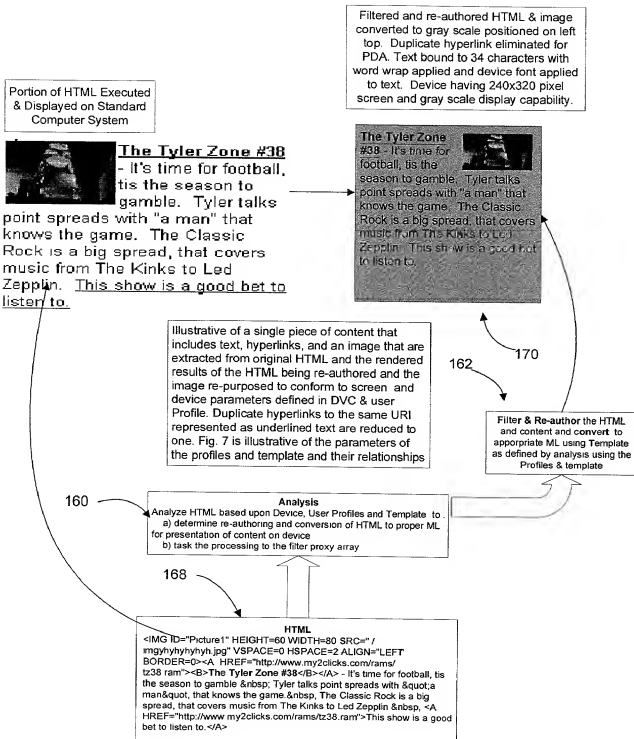 Filtered and re-authored HTML & image
converted to gray scale positioned on left
top. Duplicate hyperlink eliminated for
PDA. Text bound to 34 characters with
word wrap applied and device font applied
to text. Device having 240x320 pixel
screen and gray scale display capability.
Portion of HTML Executed
& Displayed on Standard
Computer System
The Tyler Zone #38
- It's time for football,
tis the season to
gamble. Tyler talks
point spreads with "a man" that
knows the game. The Classic
Rock is a big spread, that covers
music from The Kinks to Led
Zepplin. This show is a good bet to
listen to.
The Tyler Zone
#38 - It's time for
football, tis the
season to gamble. Tyler talks
point spreads with "a man" that
knows the game. The Classic
Rock is a big spread, that covers
music from The Kinks to Led
Zepplin. This show is a good bet
to listen to.
170
162
Illustrative of a single piece of content that
includes text, hyperlinks, and an image that are
extracted from original HTML and the rendered
results of the HTML being re-authored and the
image re-purposed to conform to screen and
device parameters defined in DVC & user
Profile. Duplicate hyperlinks to the same URI
represented as underlined text are reduced to
one. Fig. 7 is illustrative of the parameters of
the profiles and template and their relationships
Filter & Re-author the HTML
and content and convert to
apporpriate ML using Template
as defined by analysis using the
Profiles & template
160
Analysis
Analyze HTML based upon Device, User Profiles and Template to .
a) determine re-authoring and conversion of HTML to proper ML
for presentation of content on device
b) task the processing to the filter proxy array
168
HTML
<IMG ID="Picture1" HEIGHT=60 WIDTH=80 SRC=" /
imgyhyhyhyhyh.jpg" VSPACE=0 HSPACE=2 ALIGN="LEFT
BORDER=0><A HREF="http://www.my2clicks.com/rams/
tz38 ram"><B>The Tyler Zone #38</B></A> - It's time for football, tis
the season to gamble &nbsp; Tyler talks point spreads with &quot;a
man&quot, that knows the game.&nbsp, The Classic Rock is a big
spread, that covers music from The Kinks to Led Zepplin &nbsp, <A
HREF="http://www my2clicks.com/rams/tz38.ram">This show is a good
bet to listen to.</A>